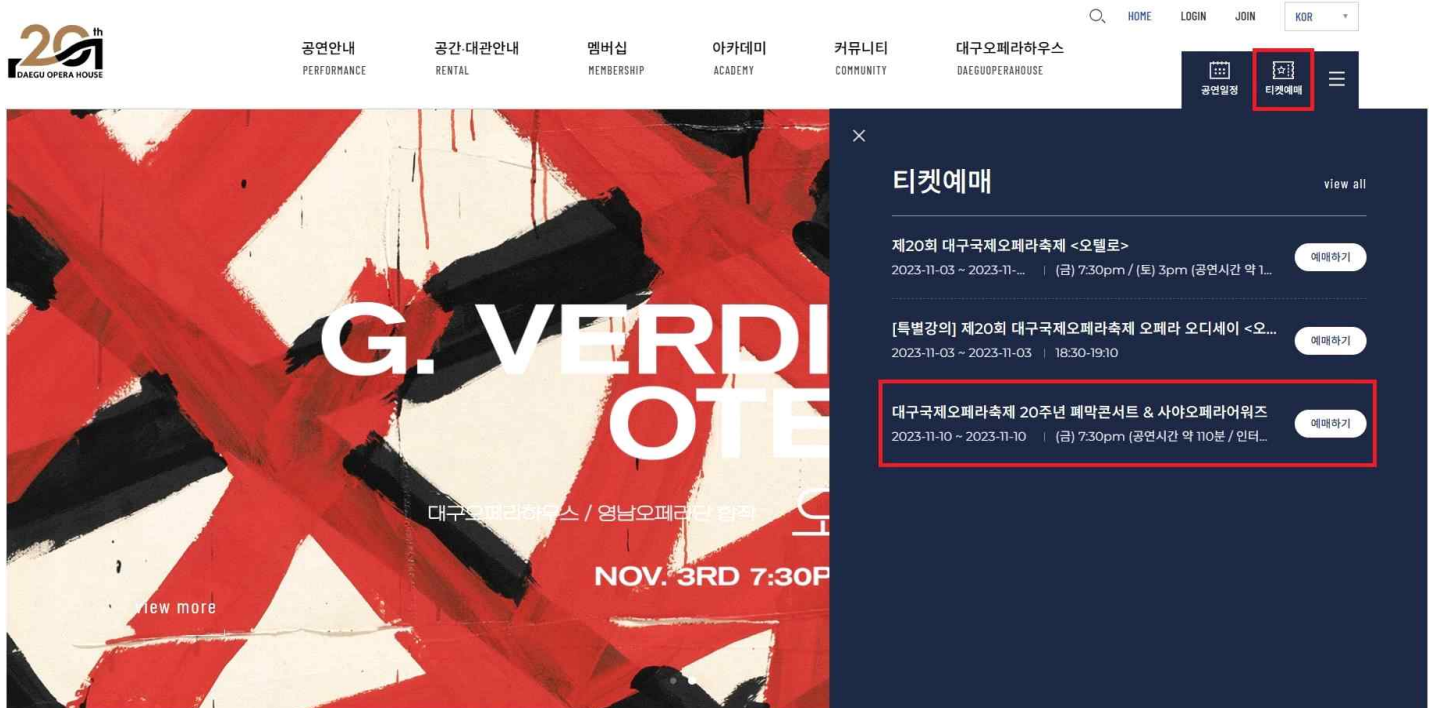 20th
DAEGU OPERA HOUSE
HOME
LOGIN
JOIN
KOR
공연안내
PERFORMANCE
공간·대관안내
RENTAL
멤버십
MEMBERSHIP
아카데미
ACADEMY
커뮤니티
COMMUNITY
대구오페라하우스
DAEGUOPERAHOUSE
공연일정
티켓예매
G. VERDI
OTE
대구오페라하우스 / 영남오페라단 합작
오
NOV. 3RD 7:30P
view more
티켓예매
view all
제20회 대구국제오페라축제 <오텔로>
2023-11-03 ~ 2023-11-... | (금) 7:30pm / (토) 3pm (공연시간 약 1...
예매하기
[특별강의] 제20회 대구국제오페라축제 오페라 오디세이 <오...
2023-11-03 ~ 2023-11-03 | 18:30-19:10
예매하기
대구국제오페라축제 20주년 폐막콘서트 & 사야오페라어워즈
2023-11-10 ~ 2023-11-10 | (금) 7:30pm (공연시간 약 110분 / 인터...
예매하기